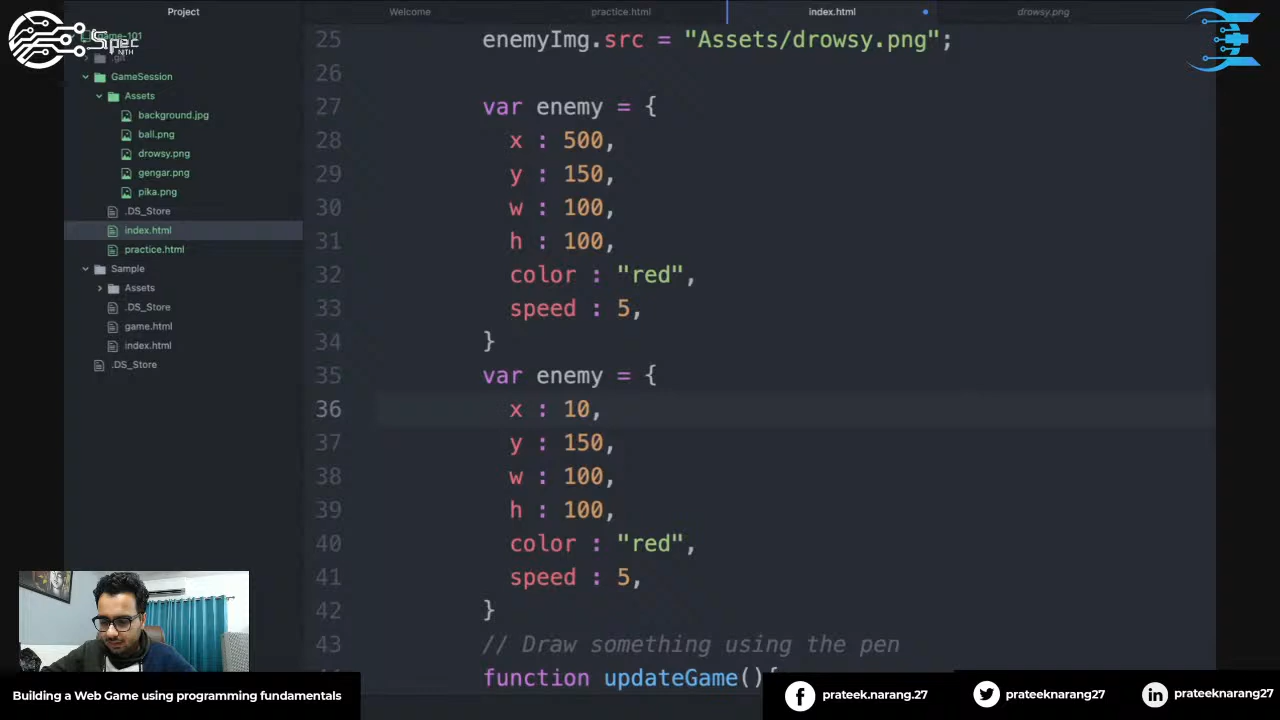 Project
Welcome
practice.html
index.html
drowsy.png
Spec
NITH
game-101
.git
GameSession
Assets
background.jpg
ball.png
drowsy.png
gengar.png
pika.png
.DS_Store
index.html
practice.html
Sample
Assets
.DS_Store
game.html
index.html
.DS_Store
25 enemyImg.src = "Assets/drowsy.png";
26
27 var enemy = {
28 x : 500,
29 y : 150,
30 w : 100,
31 h : 100,
32 color : "red",
33 speed : 5,
34 }
35 var enemy = {
36 x : 10,
37 y : 150,
38 w : 100,
39 h : 100,
40 color : "red",
41 speed : 5,
42 }
43 // Draw something using the pen
function updateGame(){
Building a Web Game using programming fundamentals
prateek.narang.27
prateeknarang27
prateeknarang27